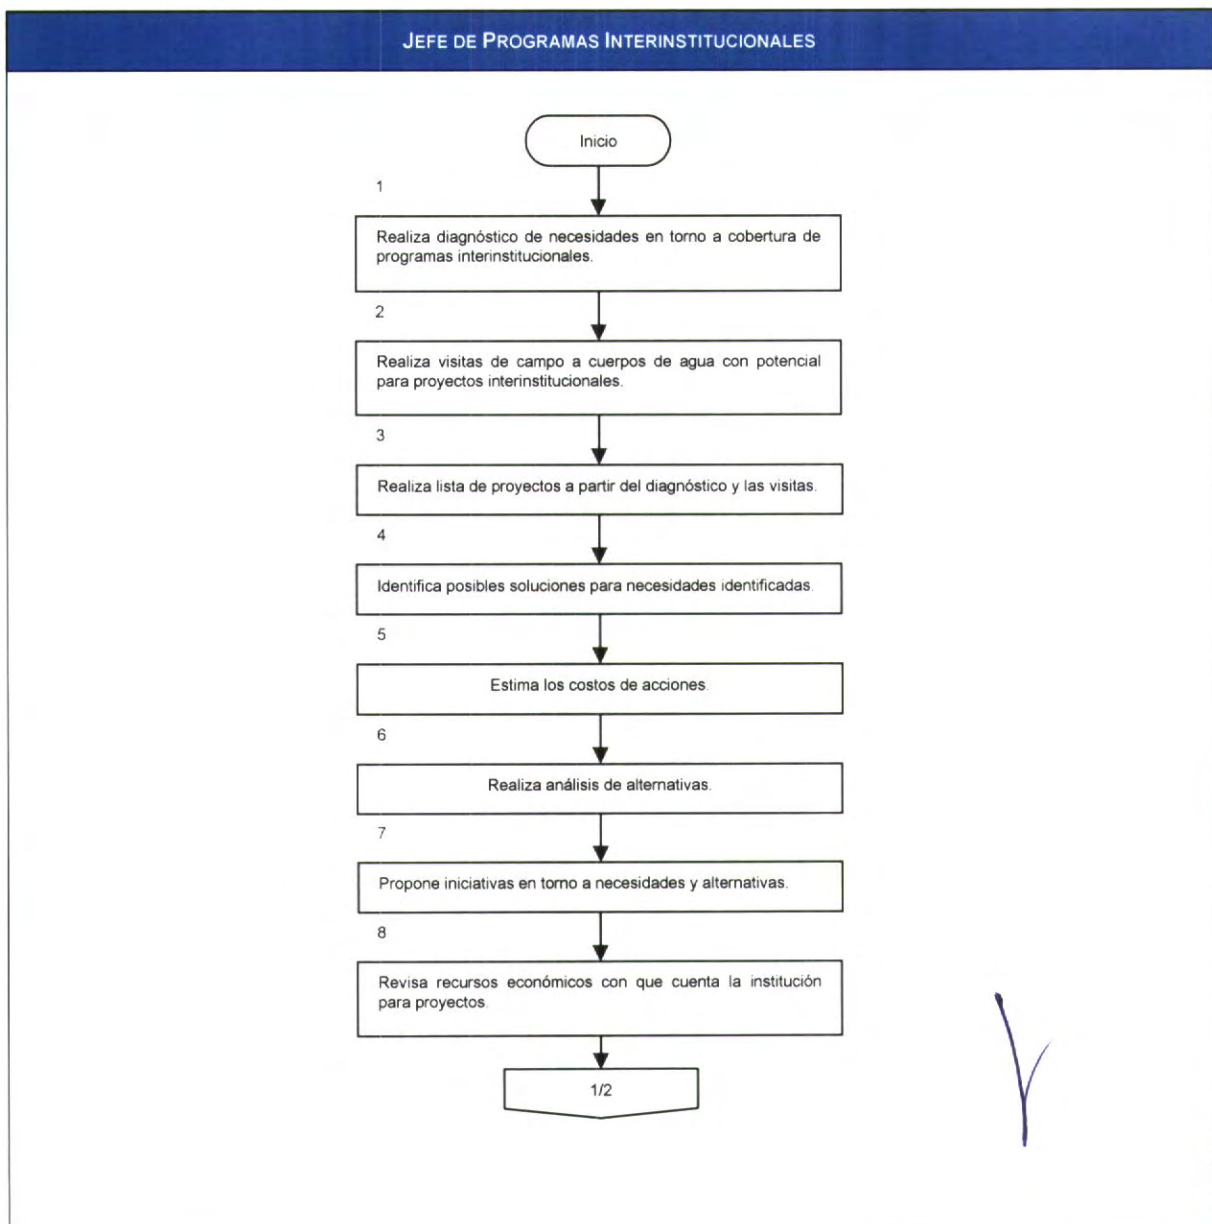 JEFE DE PROGRAMAS INTERINSTITUCIONALES
Inicio
1
Realiza diagnóstico de necesidades en torno a cobertura de
programas interinstitucionales.
2
Realiza visitas de campo a cuerpos de agua con potencial
para proyectos interinstitucionales.
3
Realiza lista de proyectos a partir del diagnóstico y las visitas.
4
Identifica posibles soluciones para necesidades identificadas.
5
Estima los costos de acciones.
6
Realiza análisis de alternativas.
7
Propone iniciativas en torno a necesidades y alternativas.
8
Revisa recursos económicos con que cuenta la institución
para proyectos.
1/2